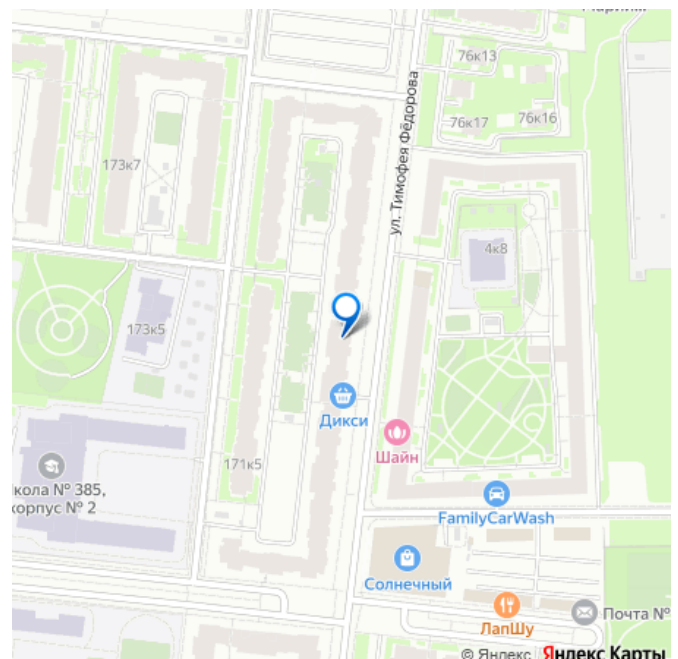 76к13
76к17
76к16
ул. Тимофея Фёдорова
173к7
4к8
173к5
Дикси
Шайн
171к5
кола № 385,
корпус № 2
FamilyCarWash
Солнечный
ЛапШу
Почта №
© Яндекс Яндекс Карты